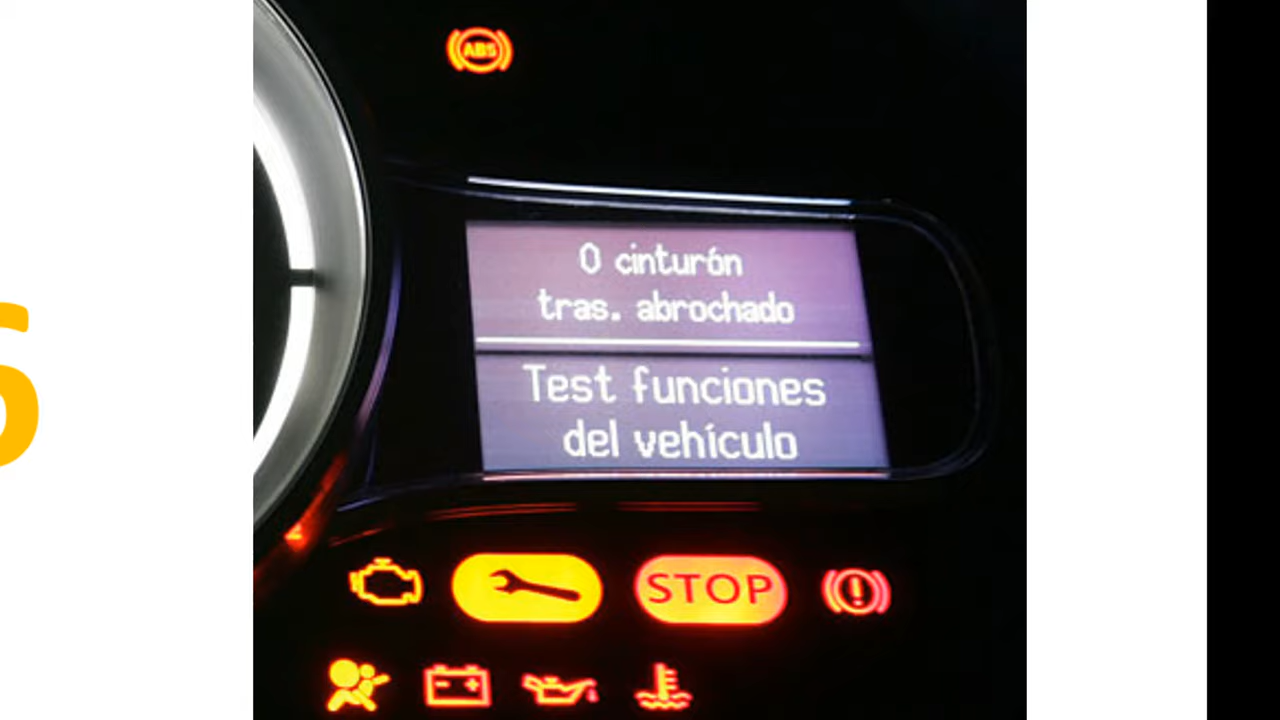 ABS
0 cinturón
tras. abrochado
Test funciones
del vehículo
STOP